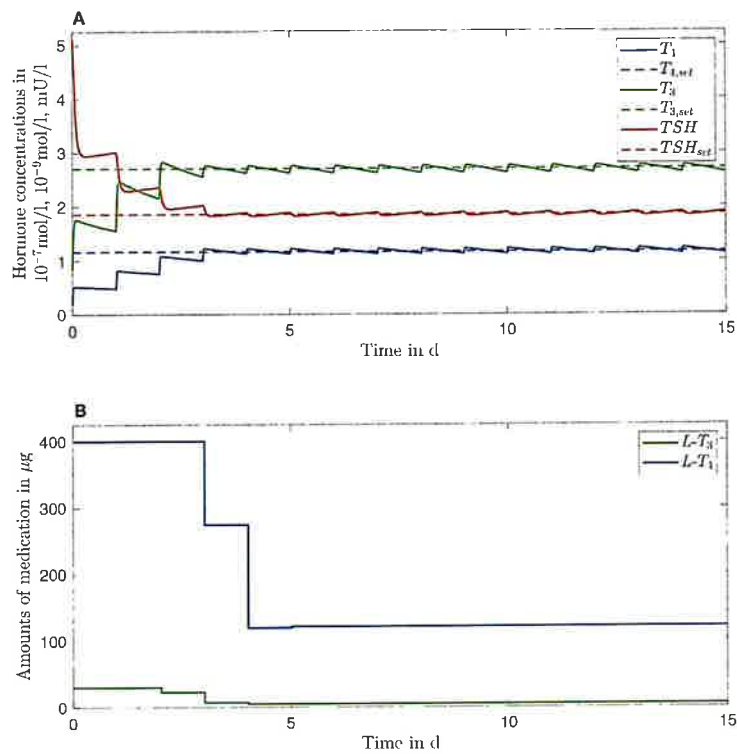 A
Hormone concentrations in
10⁻⁷mol/l, 10⁻⁹mol/l, mU/l
5
4
3
2
1
0
T₄
T₄,set
T₃
T₃,set
TSH
TSHset
0
5
10
15
Time in d
B
Amounts of medication in μg
400
300
200
100
0
L-T₃
L-T₄
0
5
10
15
Time in d